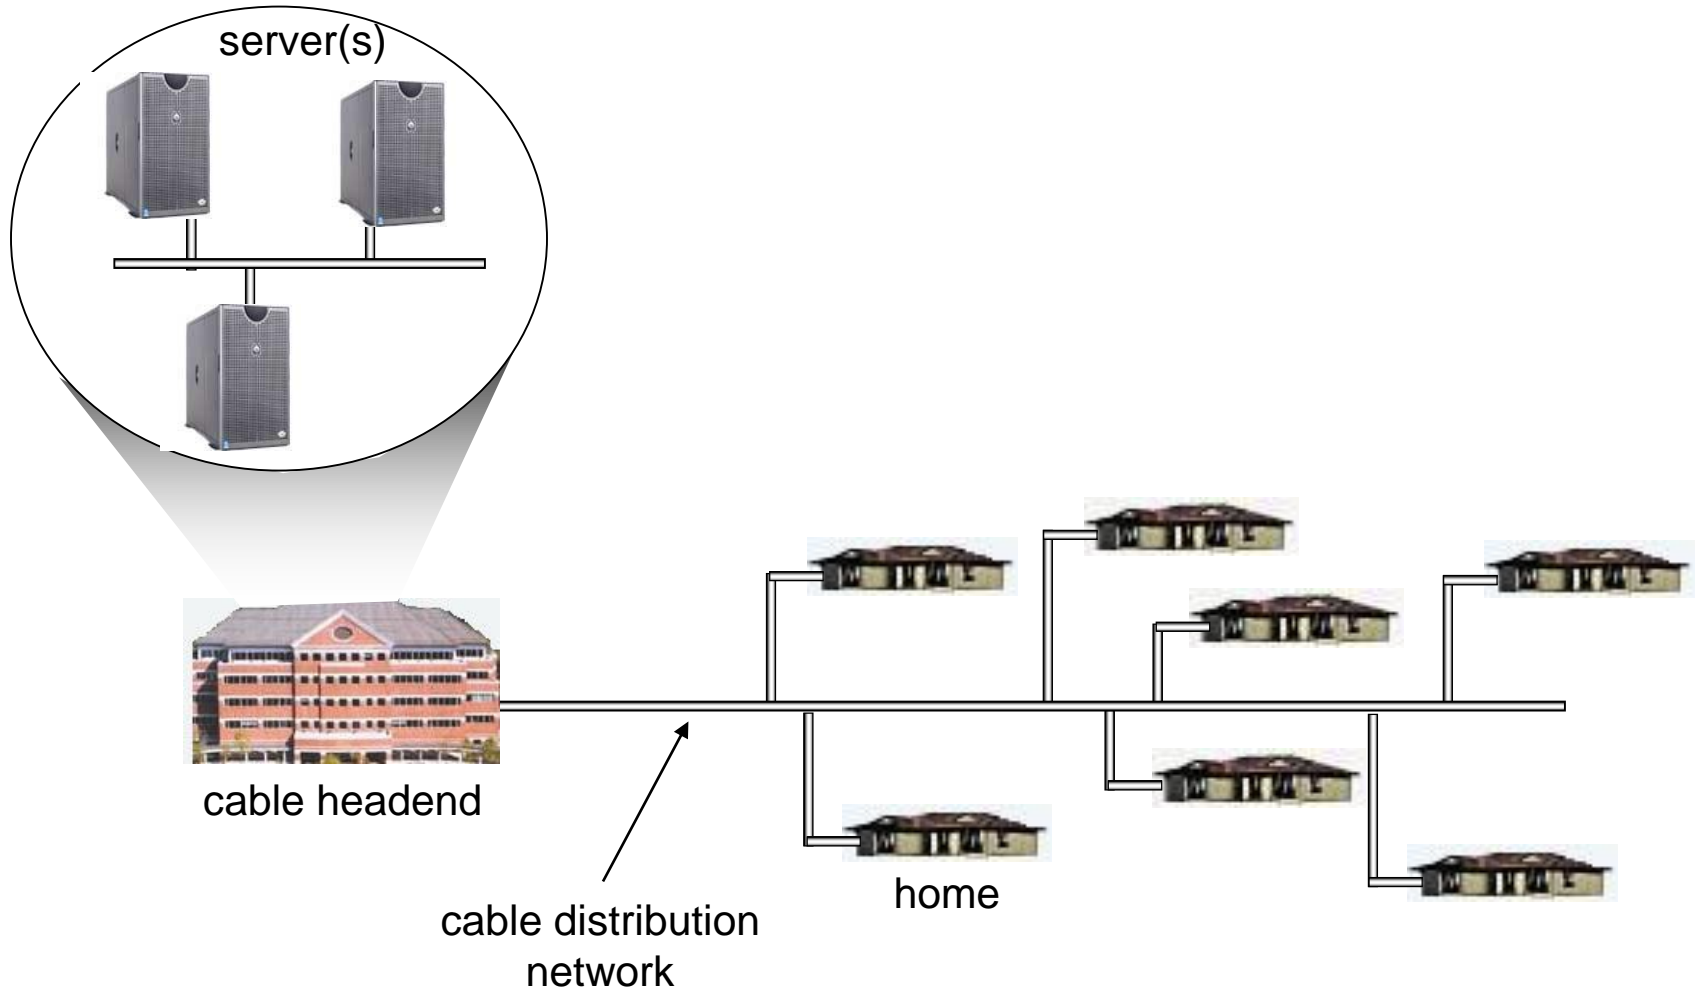 server(s)
cable headend
home
cable distribution
network